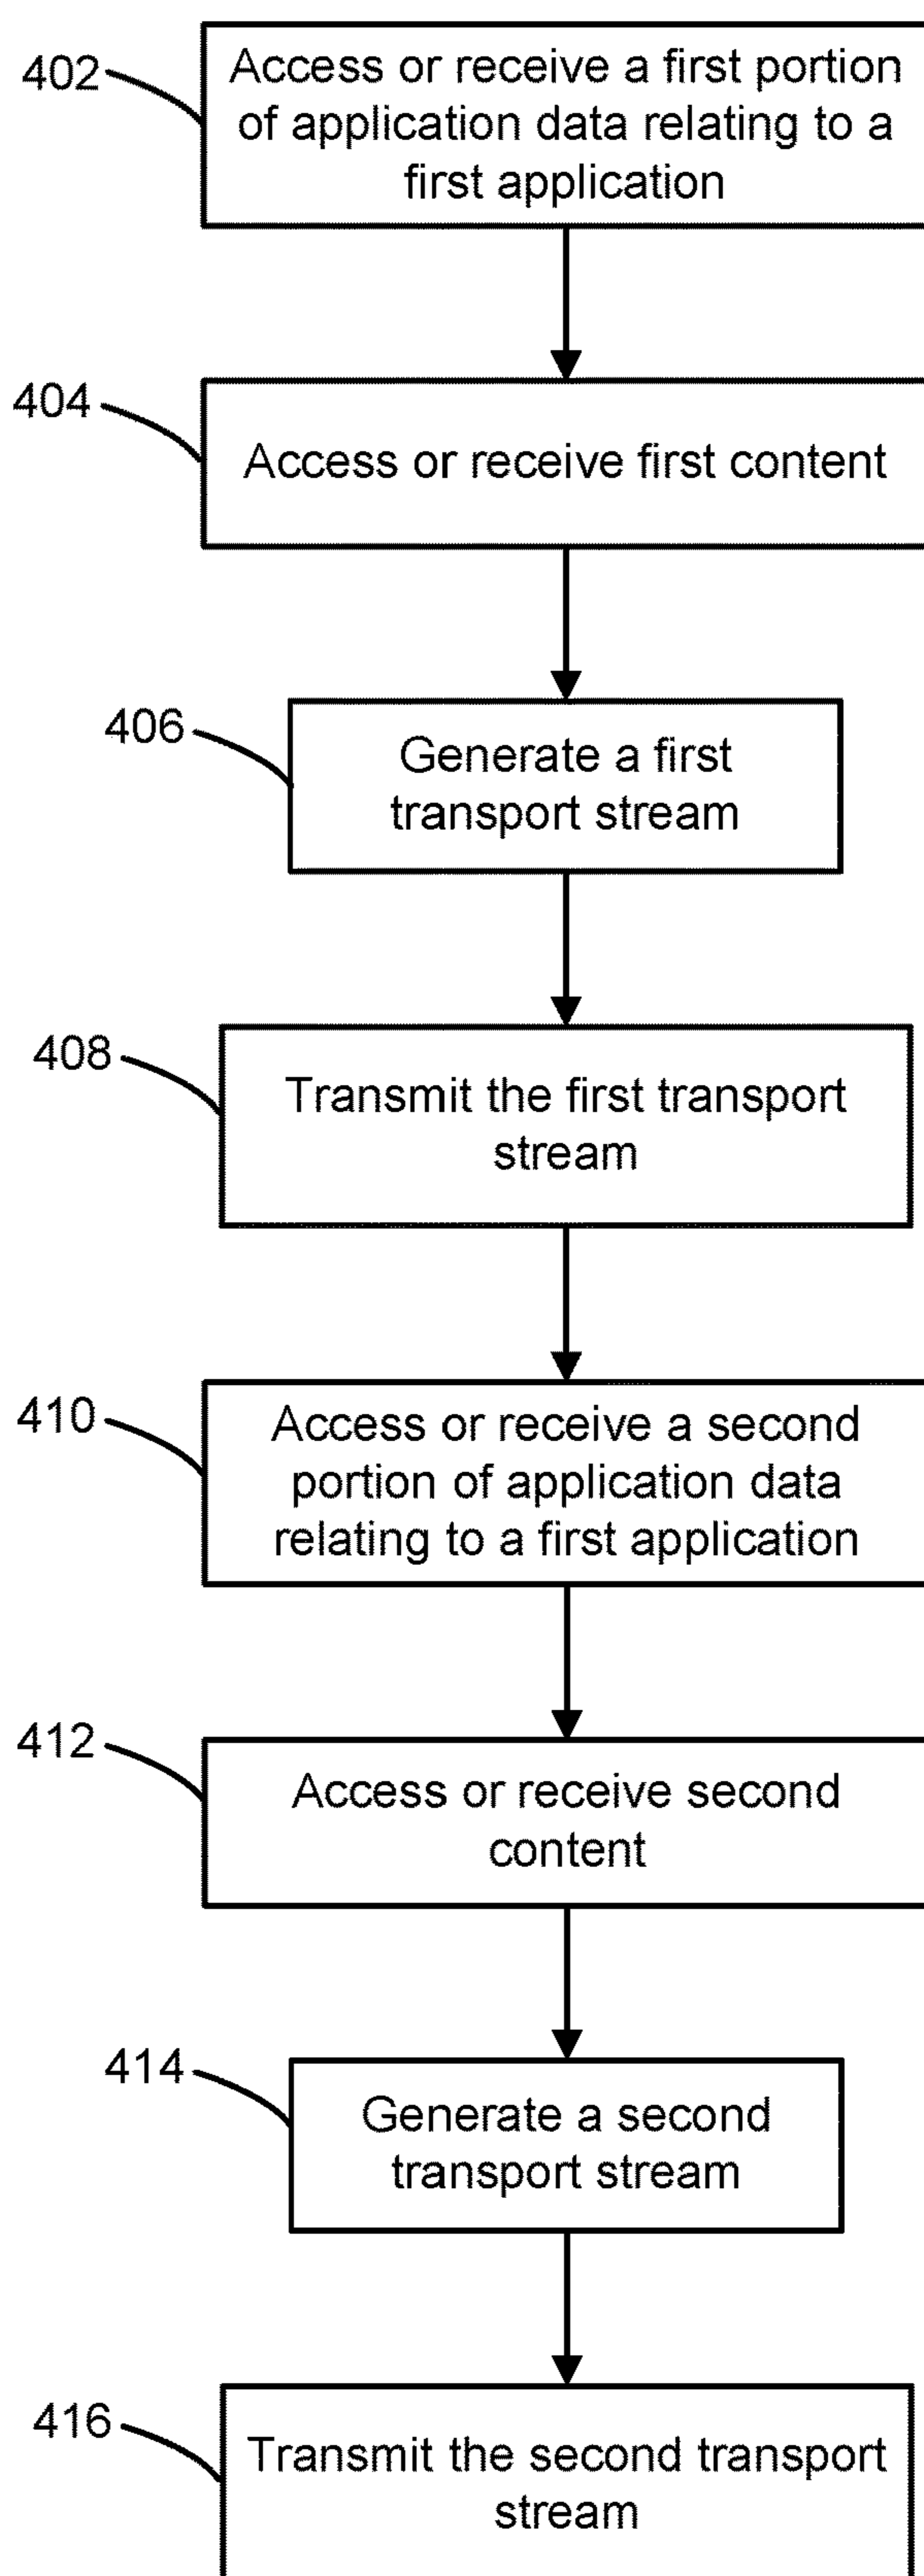 402
Access or receive a first portion
of application data relating to a
first application
404
Access or receive first content
406
Generate a first
transport stream
408
Transmit the first transport
stream
410
Access or receive a second
portion of application data
relating to a first application
412
Access or receive second
content
414
Generate a second
transport stream
416
Transmit the second transport
stream